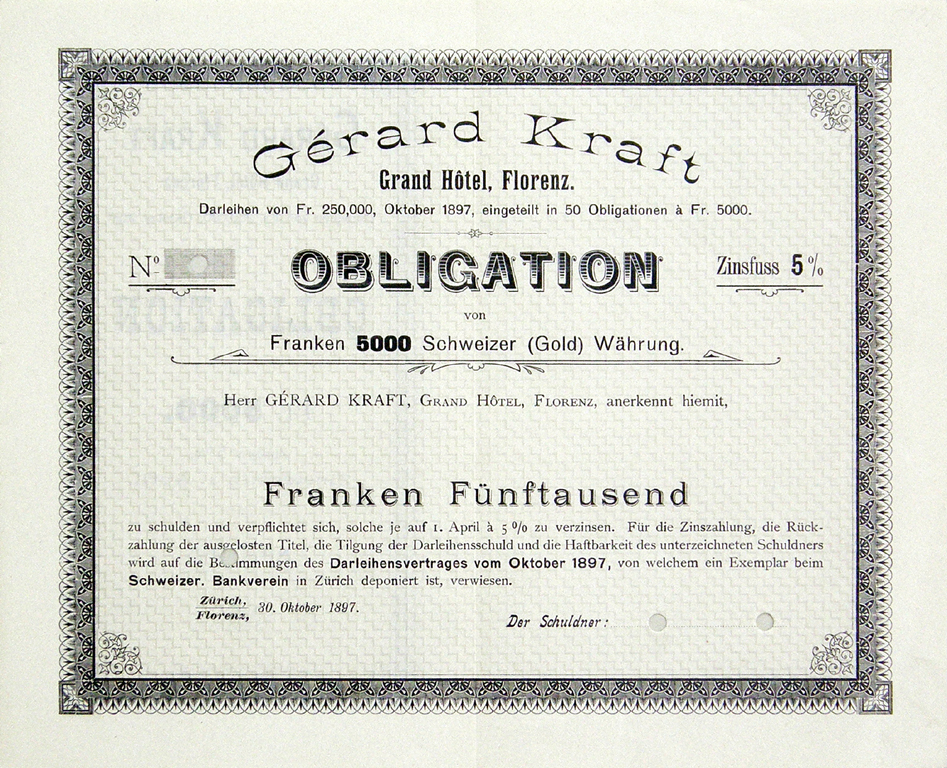 Gérard Kraft
Grand Hôtel, Florenz.
Darleihen von Fr. 250,000, Oktober 1897, eingeteilt in 50 Obligationen à Fr. 5000.
Nº OBLIGATION Zinsfuss 5%
von
Franken 5000 Schweizer (Gold) Währung.
Herr GÉRARD KRAFT, GRAND HÔTEL, FLORENZ, anerkennt hiemit,
Franken Fünftausend
zu schulden und verpflichtet sich, solche je auf 1. April à 5% zu verzinsen. Für die Zinszahlung, die Rück-
zahlung der ausgelosten Titel, die Tilgung der Darleihensschuld und die Haftbarkeit des unterzeichneten Schuldners
wird auf die Bestimmungen des Darleihensvertrages vom Oktober 1897, von welchem ein Exemplar beim
Schweizer. Bankverein in Zürich deponiert ist, verwiesen.
Zürich,
Florenz, 30. Oktober 1897.
Der Schuldner: